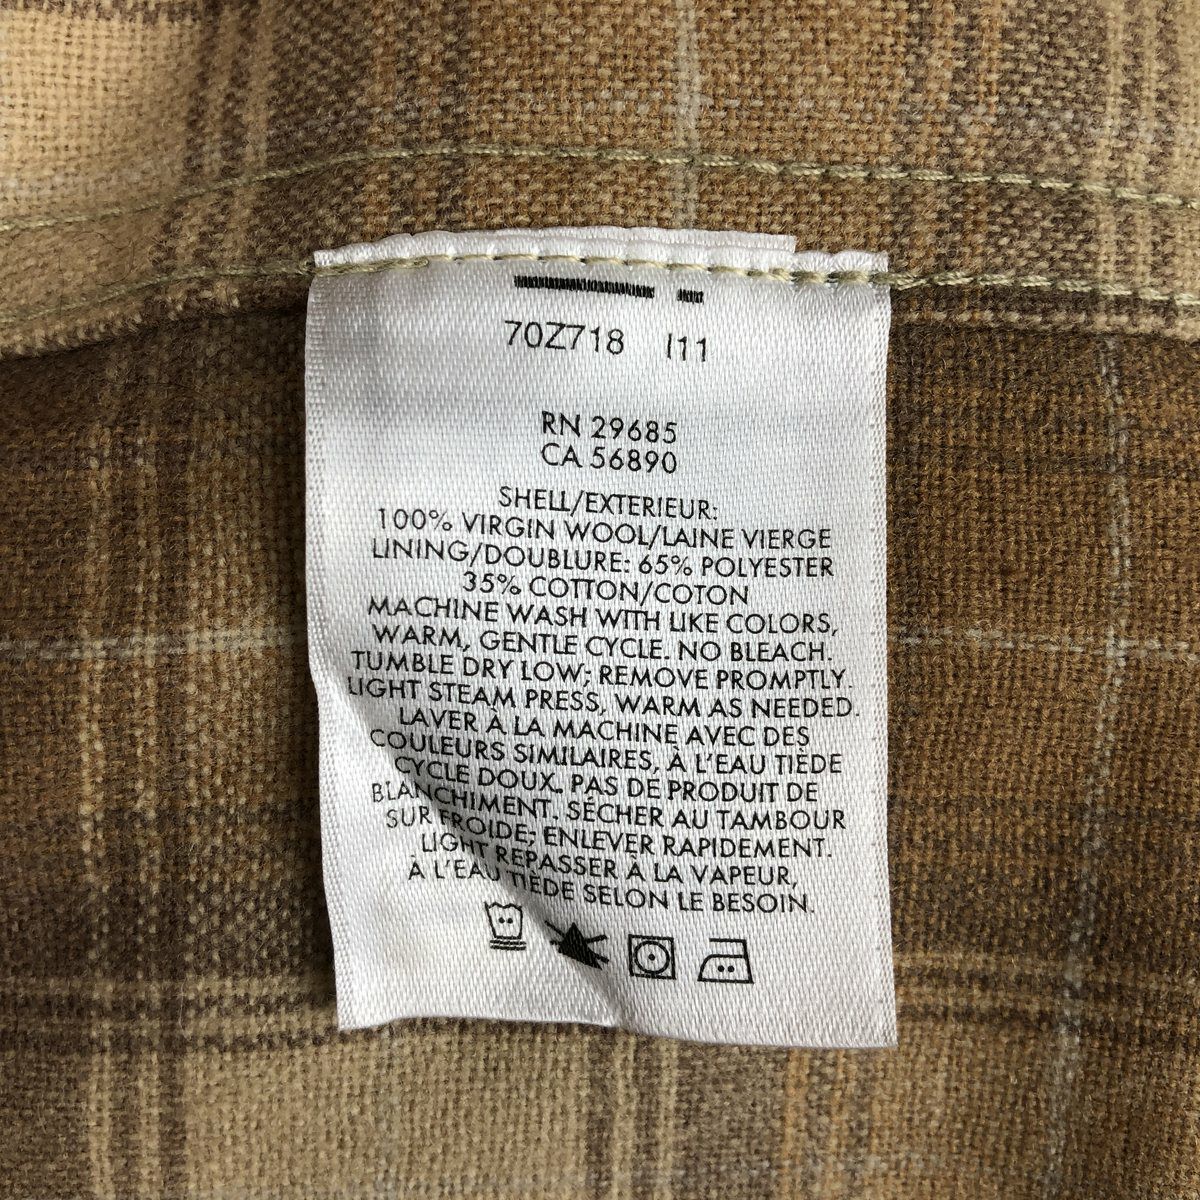 70Z718 I11
RN 29685
CA 56890
SHELL/EXTERIEUR:
100% VIRGIN WOOL/LAINE VIERGE
LINING/DOUBLURE: 65% POLYESTER
35% COTTON/COTON
MACHINE WASH WITH LIKE COLORS,
WARM, GENTLE CYCLE. NO BLEACH.
TUMBLE DRY LOW; REMOVE PROMPTLY
LIGHT STEAM PRESS, WARM AS NEEDED.
LAVER À LA MACHINE AVEC DES
COULEURS SIMILAIRES, À L'EAU TIÈDE
CYCLE DOUX. PAS DE PRODUIT DE
BLANCHIMENT. SÉCHER AU TAMBOUR
SUR FROIDE; ENLEVER RAPIDEMENT.
LIGHT REPASSER À LA VAPEUR,
À L'EAU TIÈDE SELON LE BESOIN.